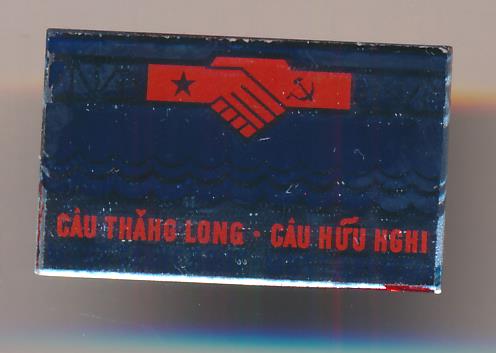 CẦU THĂNG LONG • CẦU HỮU NGHỊ